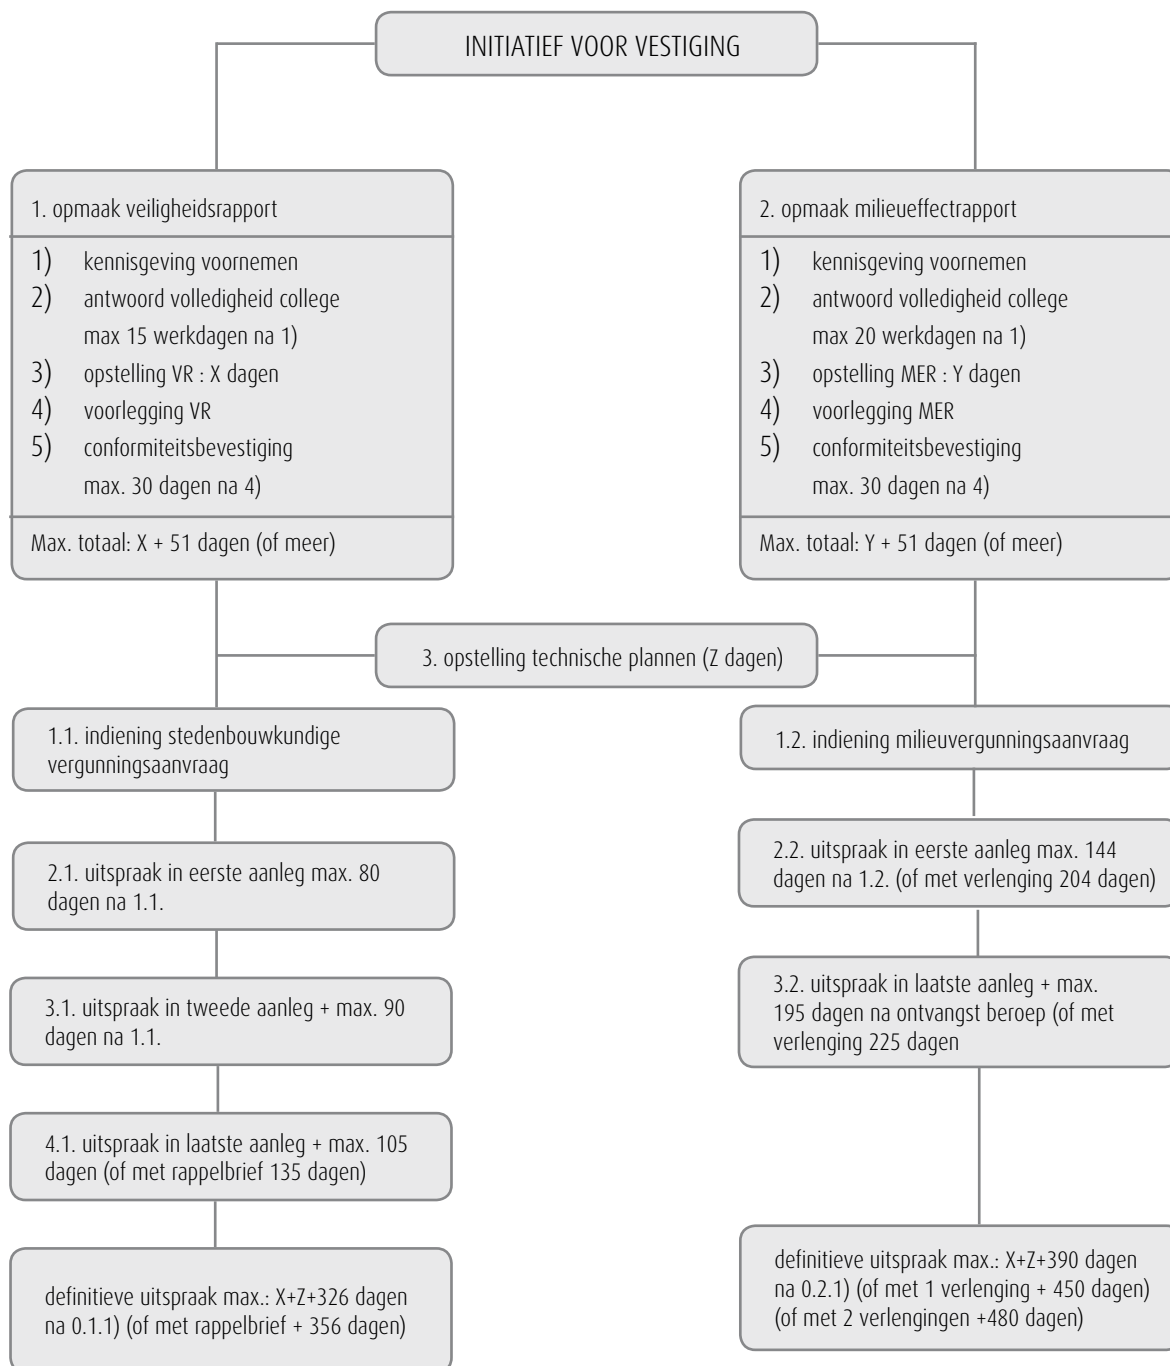 INITIATIEF VOOR VESTIGING
1. opmaak veiligheidsrapport
1) kennisgeving voornemen
2) antwoord volledigheid college
max 15 werkdagen na 1)
3) opstelling VR : X dagen
4) voorlegging VR
5) conformiteitsbevestiging
max. 30 dagen na 4)
Max. totaal: X + 51 dagen (of meer)
2. opmaak milieueffectrapport
1) kennisgeving voornemen
2) antwoord volledigheid college
max 20 werkdagen na 1)
3) opstelling MER : Y dagen
4) voorlegging MER
5) conformiteitsbevestiging
max. 30 dagen na 4)
Max. totaal: Y + 51 dagen (of meer)
3. opstelling technische plannen (Z dagen)
1.1. indiening stedenbouwkundige
vergunningsaanvraag
2.1. uitspraak in eerste aanleg max. 80
dagen na 1.1.
3.1. uitspraak in tweede aanleg + max. 90
dagen na 1.1.
4.1. uitspraak in laatste aanleg + max. 105
dagen (of met rappelbrief 135 dagen)
definitieve uitspraak max.: X+Z+326 dagen
na 0.1.1) (of met rappelbrief + 356 dagen)
1.2. indiening milieuvergunningsaanvraag
2.2. uitspraak in eerste aanleg max. 144
dagen na 1.2. (of met verlenging 204 dagen)
3.2. uitspraak in laatste aanleg + max.
195 dagen na ontvangst beroep (of met
verlenging 225 dagen
definitieve uitspraak max.: X+Z+390 dagen
na 0.2.1) (of met 1 verlenging + 450 dagen)
(of met 2 verlengingen +480 dagen)